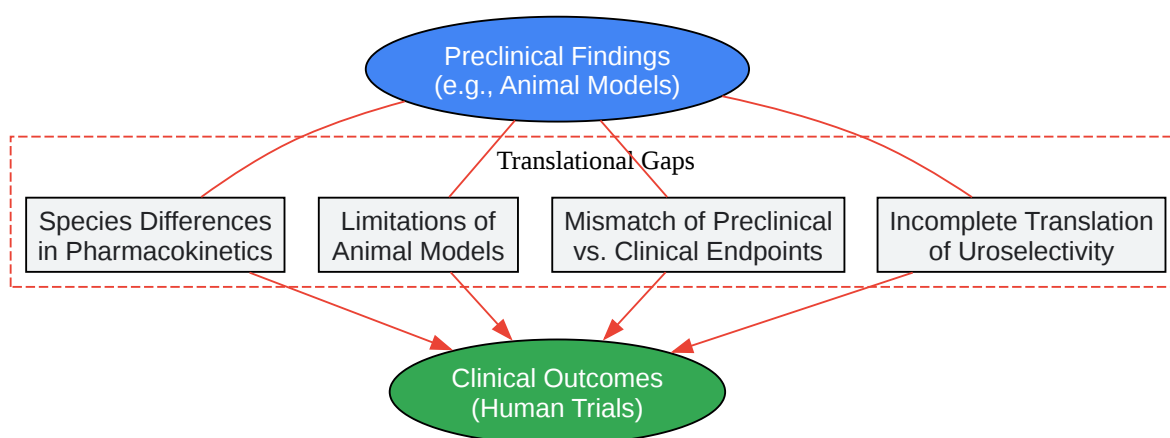 Preclinical Findings
(e.g., Animal Models)
Translational Gaps
Species Differences
in Pharmacokinetics
Limitations of
Animal Models
Mismatch of Preclinical
vs. Clinical Endpoints
Incomplete Translation
of Uroselectivity
Clinical Outcomes
(Human Trials)